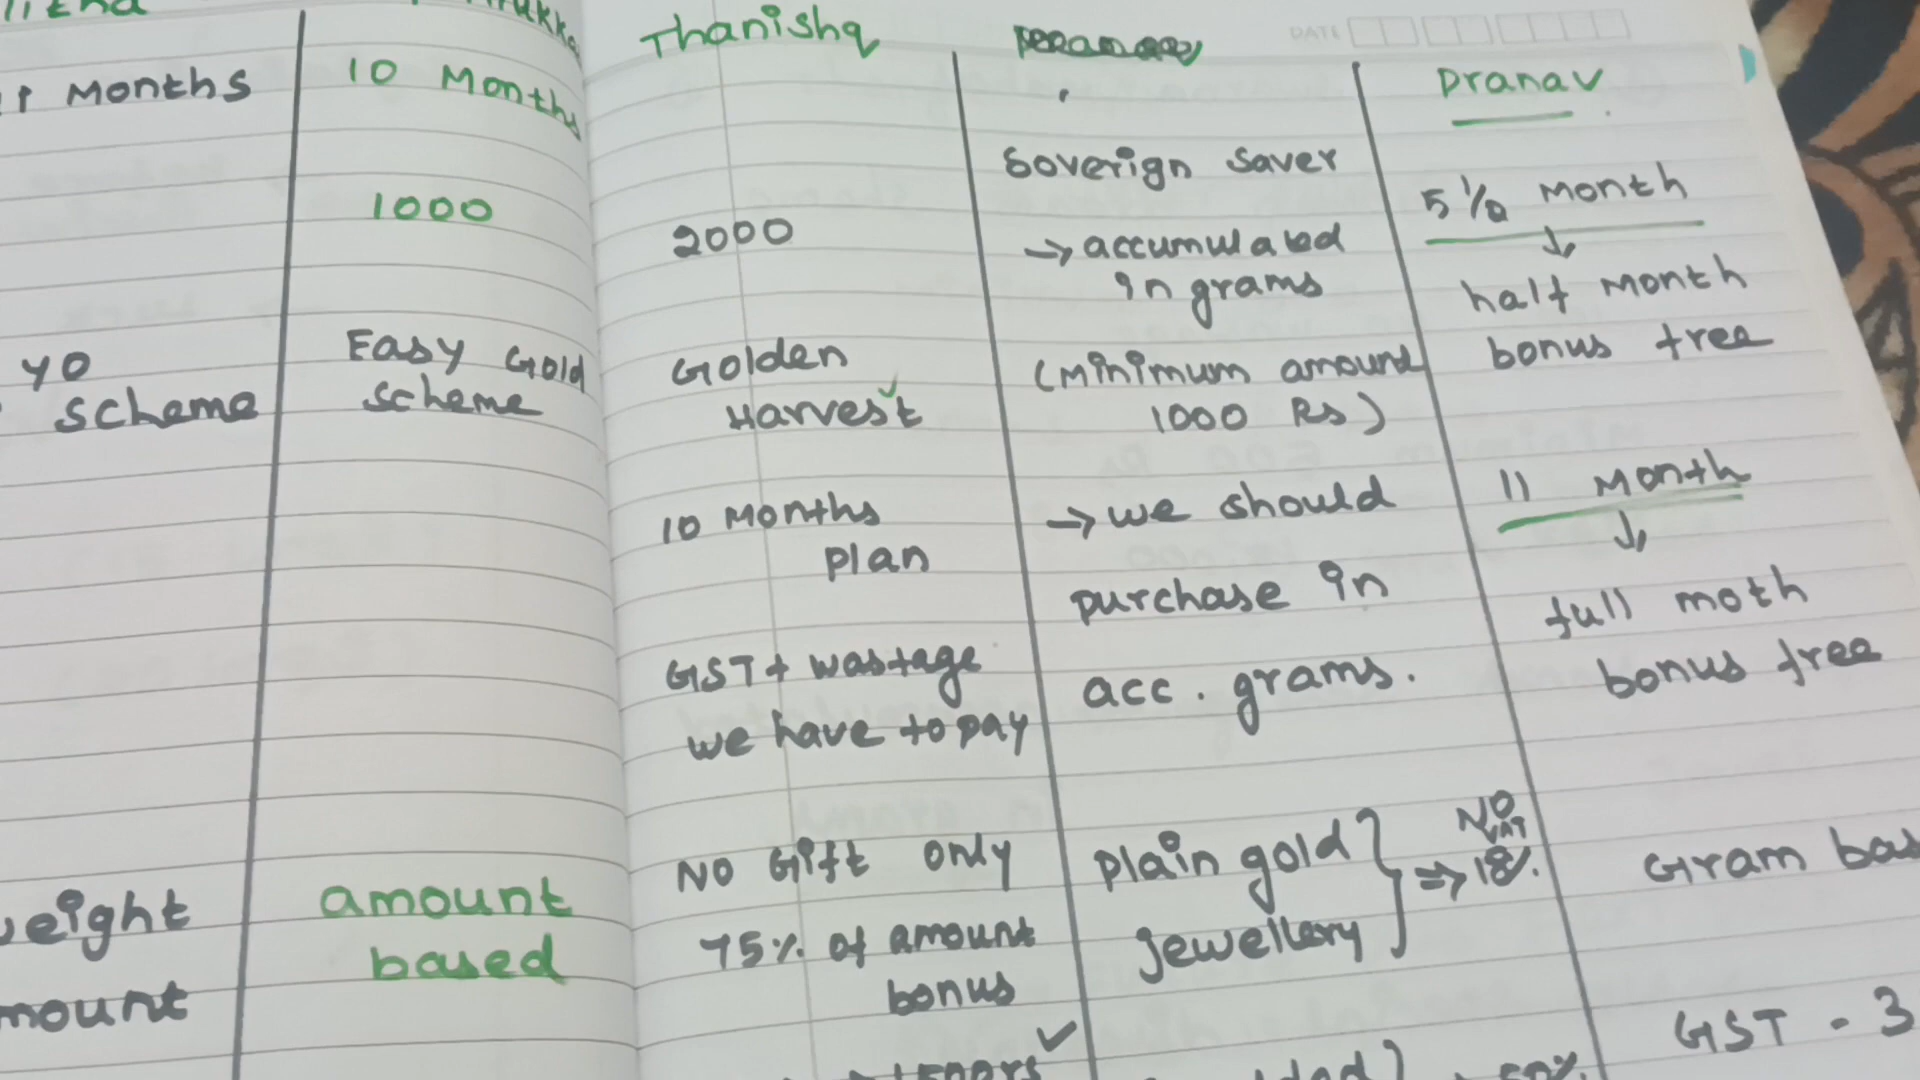 Months
yo
scheme
10 Months
1000
Easy Gold
scheme
amount
based
Thanishq
2000
Golden
Harvest
10 Months
plan
GST + wastage
we have to pay
NO Gift only
75% of amount
bonus
DATE
Soverign saver
→ accumulated
in grams
(Minimum amount
1000 Rs)
→ we should
purchase in
acc. grams.
plain gold
jewellery
⇒ 18%.
NO
VAT
pranav
5 1/2 month
↓
half month
bonus free
11 Month
↓
full moth
bonus free
Gram
GST - 3